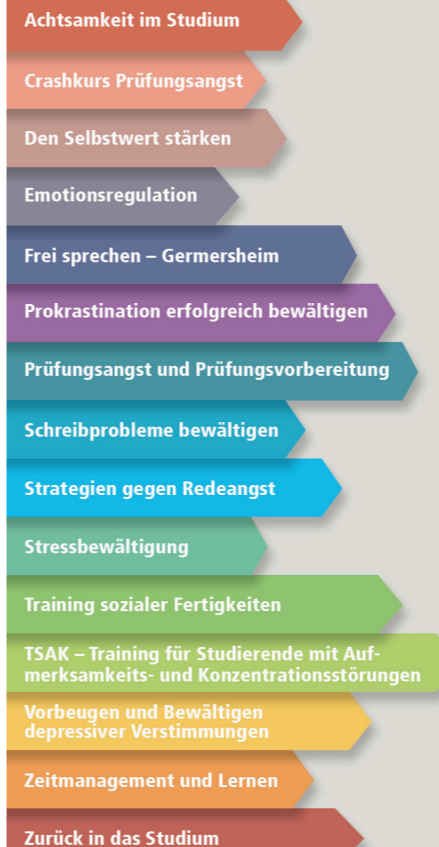 Achtsamkeit im Studium
Crashkurs Prüfungsangst
Den Selbstwert stärken
Emotionsregulation
Frei sprechen – Germersheim
Prokrastination erfolgreich bewältigen
Prüfungsangst und Prüfungsvorbereitung
Schreibprobleme bewältigen
Strategien gegen Redeangst
Stressbewältigung
Training sozialer Fertigkeiten
TSAK – Training für Studierende mit Auf-
merksamkeits- und Konzentrationsstörungen
Vorbeugen und Bewältigen
depressiver Verstimmungen
Zeitmanagement und Lernen
Zurück in das Studium